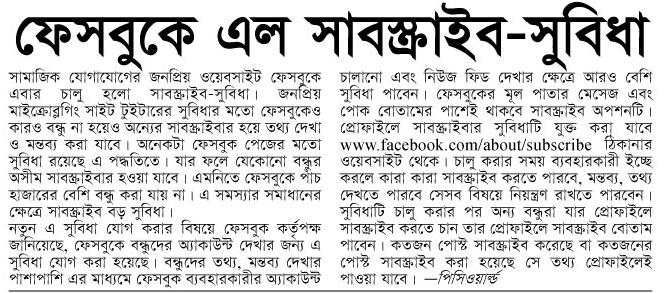 ফেসবুকে এল সাবস্ক্রাইব-সুবিধা
সামাজিক যোগাযোগের জনপ্রিয় ওয়েবসাইট ফেসবুকে
এবার চালু হলো সাবস্ক্রাইব-সুবিধা। জনপ্রিয়
মাইক্রোব্লগিং সাইট টুইটারের সুবিধার মতো ফেসবুকেও
কারও বন্ধু না হয়েও অন্যের সাবস্ক্রাইবার হয়ে তথ্য দেখা
ও মন্তব্য করা যাবে। অনেকটা ফেসবুক পেজের মতো
সুবিধা রয়েছে এ পদ্ধতিতে। যার ফলে যেকোনো বন্ধুর
অসীম সাবস্ক্রাইবার হওয়া যাবে। এমনিতে ফেসবুকে পাঁচ
হাজারের বেশি বন্ধু করা যায় না। এ সমস্যার সমাধানের
ক্ষেত্রে সাবস্ক্রাইব বড় সুবিধা।
নতুন এ সুবিধা যোগ করার বিষয়ে ফেসবুক কর্তৃপক্ষ
জানিয়েছে, ফেসবুকে বন্ধুদের অ্যাকাউন্ট দেখার জন্য এ
সুবিধা যোগ করা হয়েছে। বন্ধুদের তথ্য, মন্তব্য দেখার
পাশাপাশি এর মাধ্যমে ফেসবুক ব্যবহারকারীর অ্যাকাউন্ট
চালানো এবং নিউজ ফিড দেখার ক্ষেত্রে আরও বেশি
সুবিধা পাবেন। ফেসবুকের মূল পাতার মেসেজ এবং
পোক বোতামের পাশেই থাকবে সাবস্ক্রাইব অপশনটি।
প্রোফাইলে সাবস্ক্রাইবার সুবিধাটি যুক্ত করা যাবে
www.facebook.com/about/subscribe ঠিকানার
ওয়েবসাইট থেকে। চালু করার সময় ব্যবহারকারী ইচ্ছে
করলে কারা কারা সাবস্ক্রাইব করতে পারবে, মন্তব্য, তথ্য
দেখতে পারবে সেসব বিষয়ে নিয়ন্ত্রণ রাখতে পারবেন।
সুবিধাটি চালু করার পর অন্য বন্ধুরা যার প্রোফাইলে
সাবস্ক্রাইব করতে চান তার প্রোফাইলে সাবস্ক্রাইব বোতাম
পাবেন। কতজন পোস্ট সাবস্ক্রাইব করেছে বা কতজনের
পোস্ট সাবস্ক্রাইব করা হয়েছে সে তথ্য প্রোফাইলেই
পাওয়া যাবে। —পিসিওয়ার্ল্ড